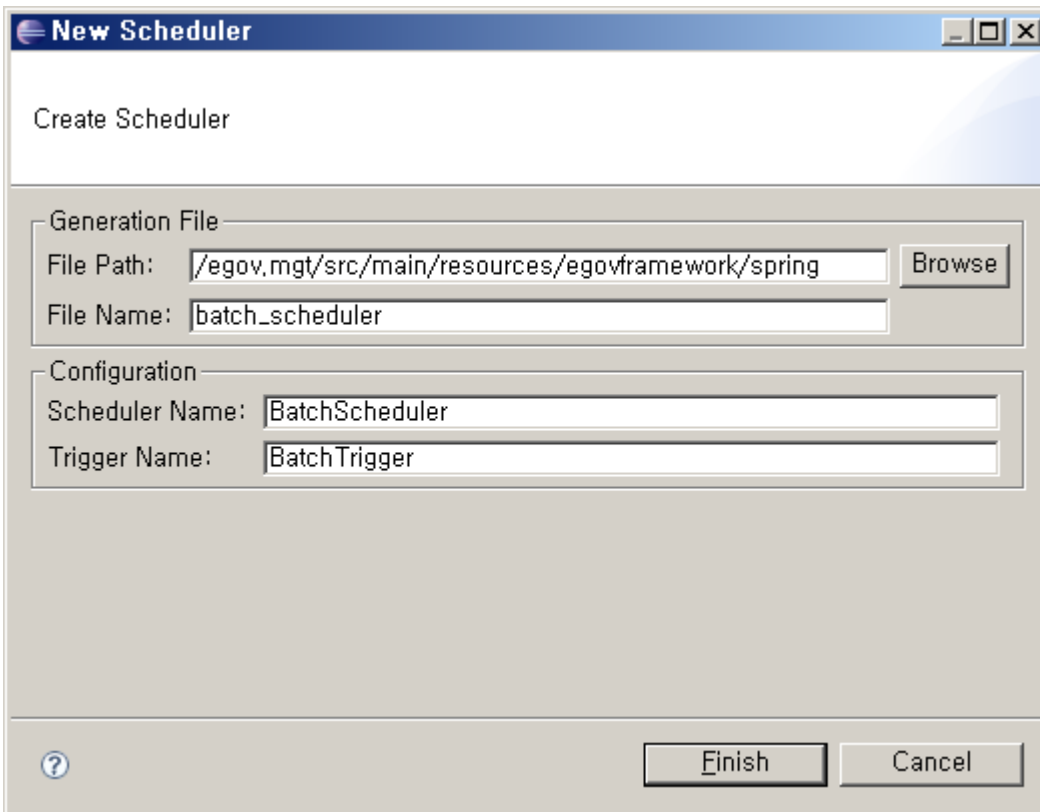 New Scheduler
Create Scheduler
Generation File
File Path: /egov.mgt/src/main/resources/egovframework/spring Browse
File Name: batch_scheduler
Configuration
Scheduler Name: BatchScheduler
Trigger Name: BatchTrigger
? Finish Cancel